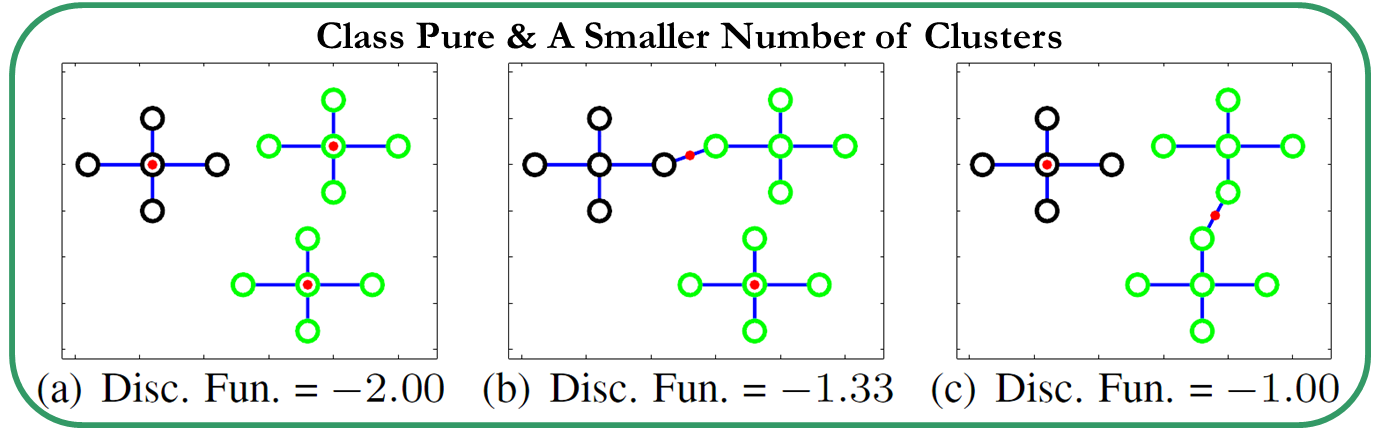 Class Pure & A Smaller Number of Clusters
(a) Disc. Fun. = −2.00
(b) Disc. Fun. = −1.33
(c) Disc. Fun. = −1.00